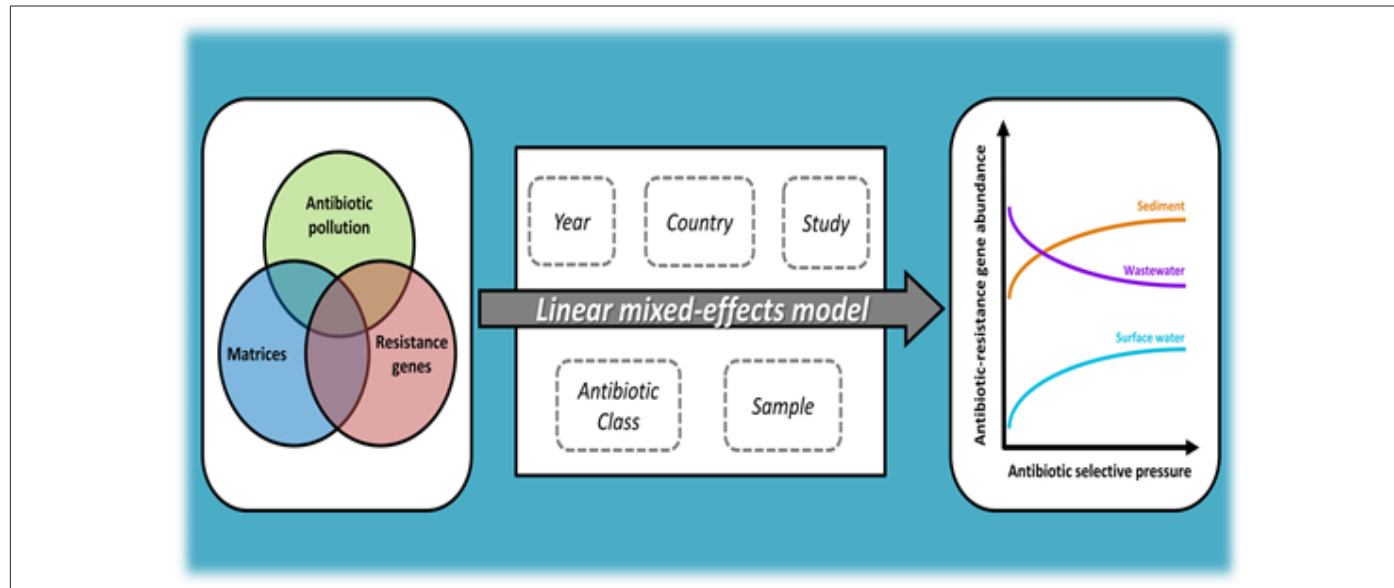 Antibiotic
pollution
Matrices
Resistance
genes
Year
Country
Study
Linear mixed-effects model
Antibiotic
Class
Sample
Antibiotic-resistance gene abundance
Sediment
Wastewater
Surface water
Antibiotic selective pressure